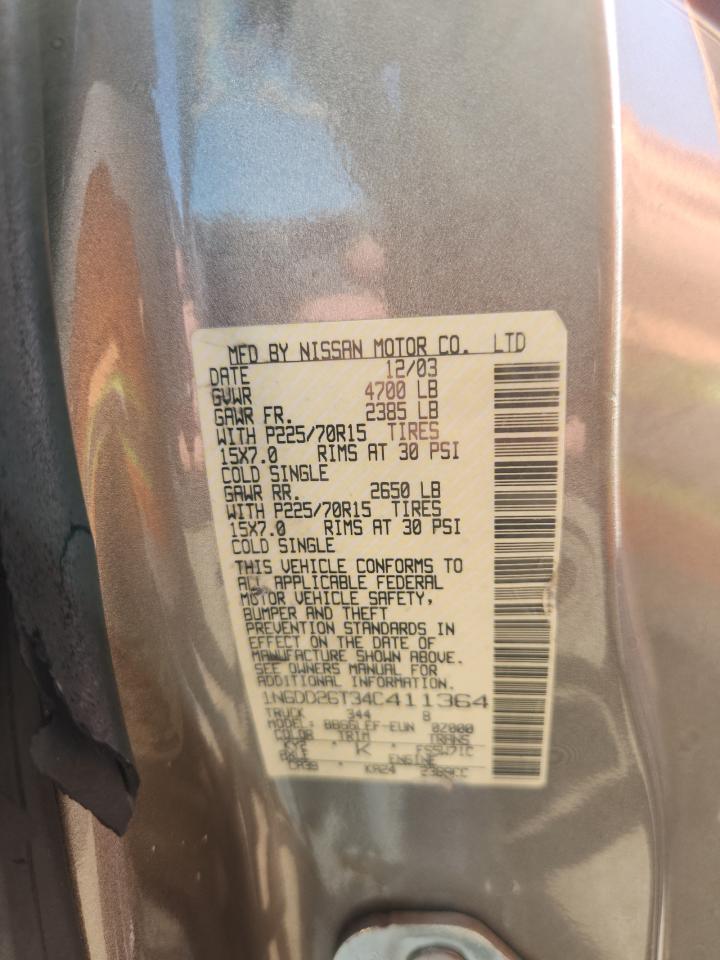 MFD BY NISSAN MOTOR CO. LTD
DATE 12/03
GVWR 4700 LB
GAWR FR. 2385 LB
WITH P225/70R15 TIRES
15X7.0 RIMS AT 30 PSI
COLD SINGLE
GAWR RR. 2650 LB
WITH P225/70R15 TIRES
15X7.0 RIMS AT 30 PSI
COLD SINGLE
THIS VEHICLE CONFORMS TO
ALL APPLICABLE FEDERAL
MOTOR VEHICLE SAFETY,
BUMPER AND THEFT
PREVENTION STANDARDS IN
EFFECT ON THE DATE OF
MANUFACTURE SHOWN ABOVE.
SEE OWNERS MANUAL FOR
ADDITIONAL INFORMATION.
1N6DD26T34C411364
TRUCK 344 B
MODEL:
COLOR TRIM TRANS
K FS5W71C
ENGINE
KA24 2389CC